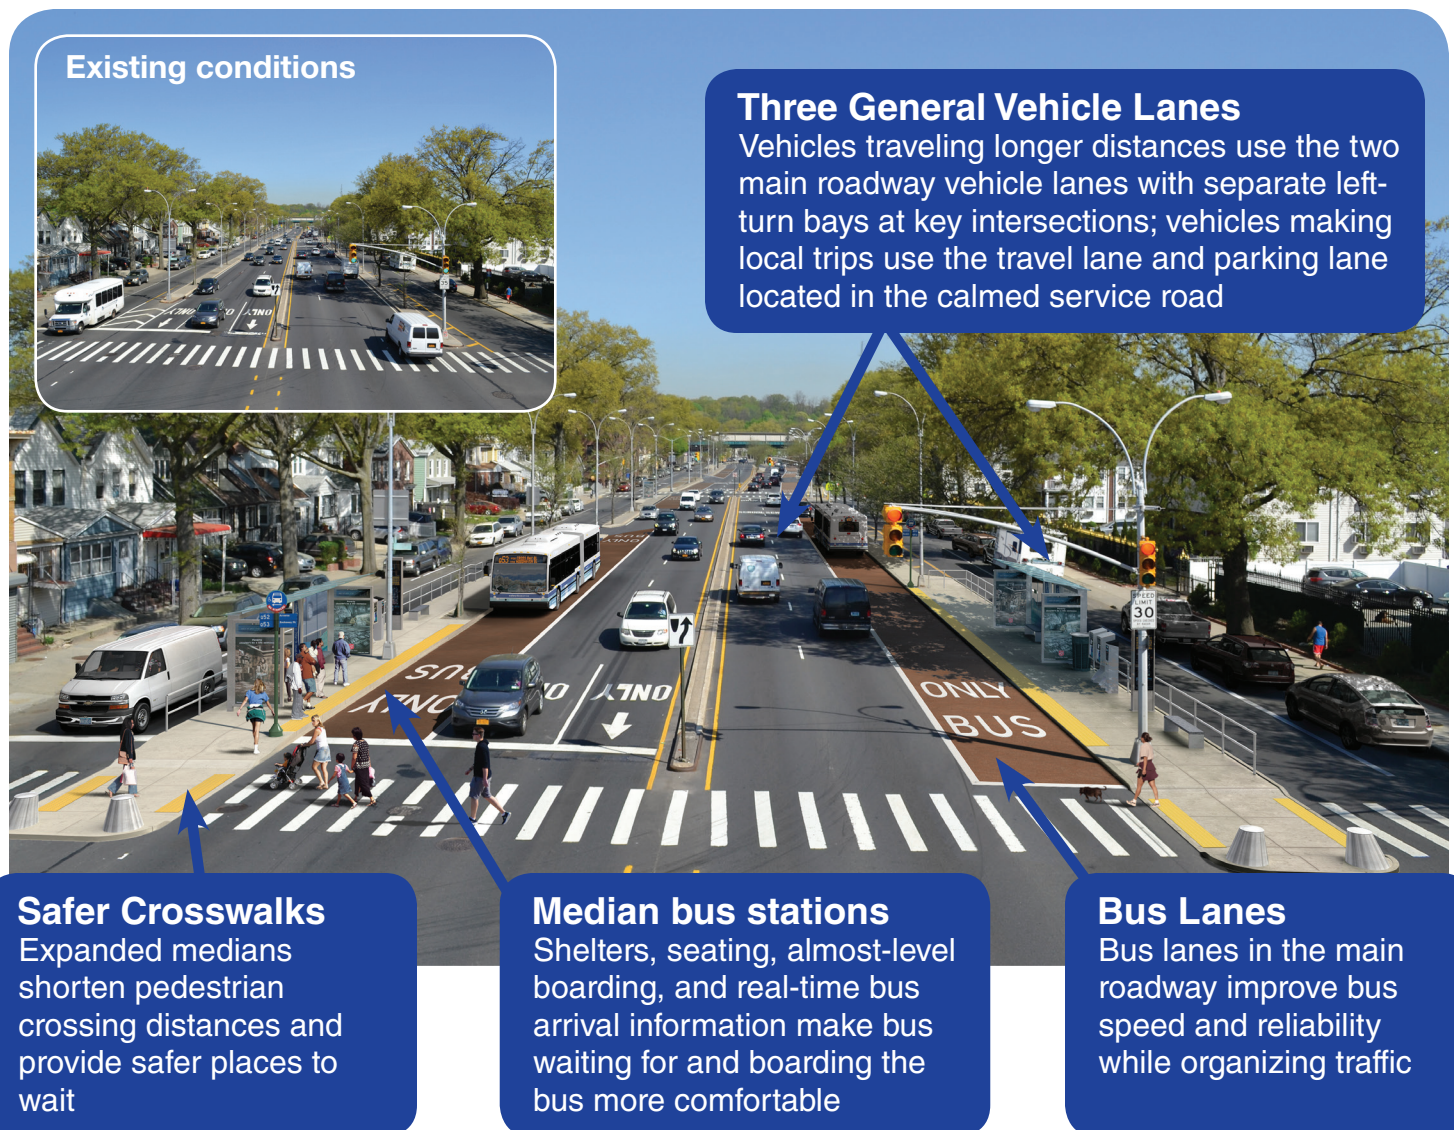 Existing conditions
Three General Vehicle Lanes
Vehicles traveling longer distances use the two
main roadway vehicle lanes with separate left-
turn bays at key intersections; vehicles making
local trips use the travel lane and parking lane
located in the calmed service road
ONLY
ONLY
SPEED
LIMIT
30
BUS
ONLY
ONLY
ONLY
BUS
Safer Crosswalks
Expanded medians
shorten pedestrian
crossing distances and
provide safer places to
wait
Median bus stations
Shelters, seating, almost-level
boarding, and real-time bus
arrival information make bus
waiting for and boarding the
bus more comfortable
Bus Lanes
Bus lanes in the main
roadway improve bus
speed and reliability
while organizing traffic